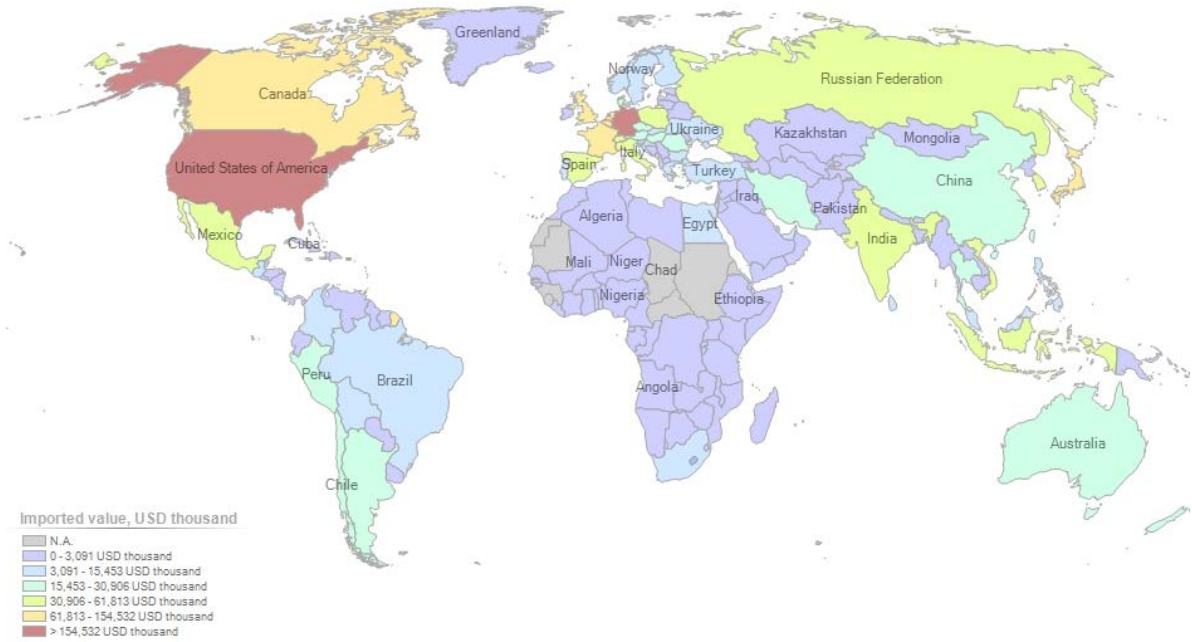 Greenland
Norway
Russian Federation
Canada
Ukraine
Kazakhstan
Mongolia
Spain
Italy
United States of America
Turkey
China
Iraq
Pakistan
Algeria
Egypt
India
Mexico
Cuba
Mali
Niger
Chad
Nigeria
Ethiopia
Peru
Brazil
Angola
Australia
Chile
Imported value, USD thousand
N.A.
0 - 3,091 USD thousand
3,091 - 15,453 USD thousand
15,453 - 30,906 USD thousand
30,906 - 61,813 USD thousand
61,813 - 154,532 USD thousand
> 154,532 USD thousand